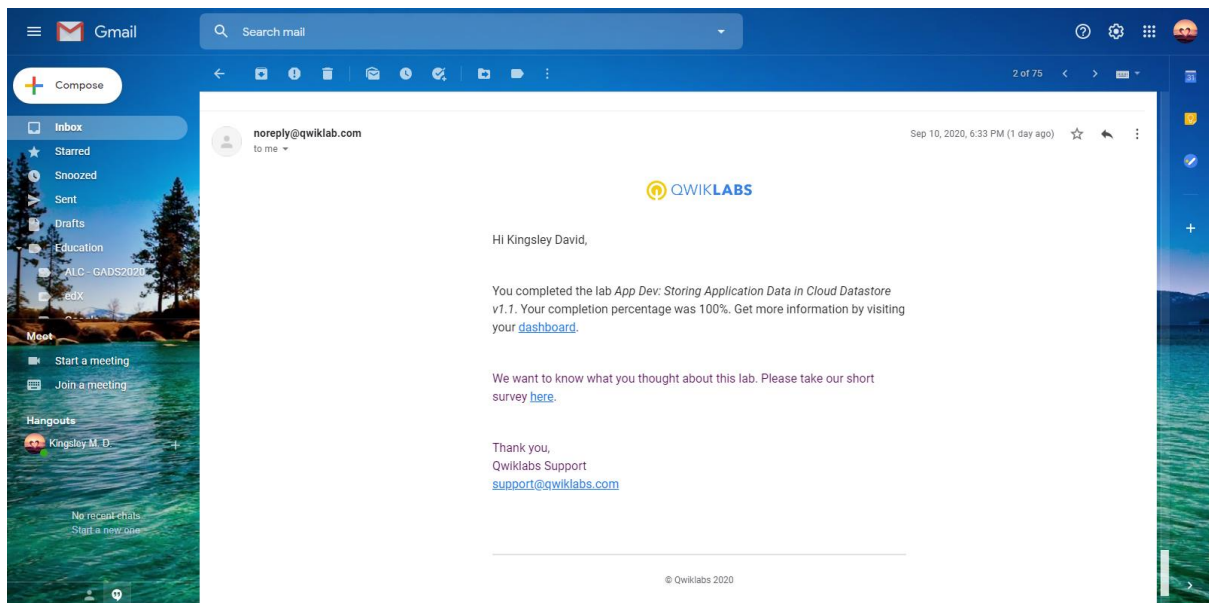 Gmail
Search mail
Compose
2 of 75
31
Inbox
Starred
Snoozed
Sent
Drafts
Education
ALC - GADS2020
edX
Meet
Start a meeting
Join a meeting
Hangouts
Kingsley M. D
No recent chats
Start a new one
noreply@qwiklab.com
Sep 10, 2020, 6:33 PM (1 day ago)
to me
QWIKLABS
Hi Kingsley David,
You completed the lab App Dev: Storing Application Data in Cloud Datastore
v1.1. Your completion percentage was 100%. Get more information by visiting
your dashboard.
We want to know what you thought about this lab. Please take our short
survey here.
Thank you,
Qwiklabs Support
support@qwiklabs.com
© Qwiklabs 2020